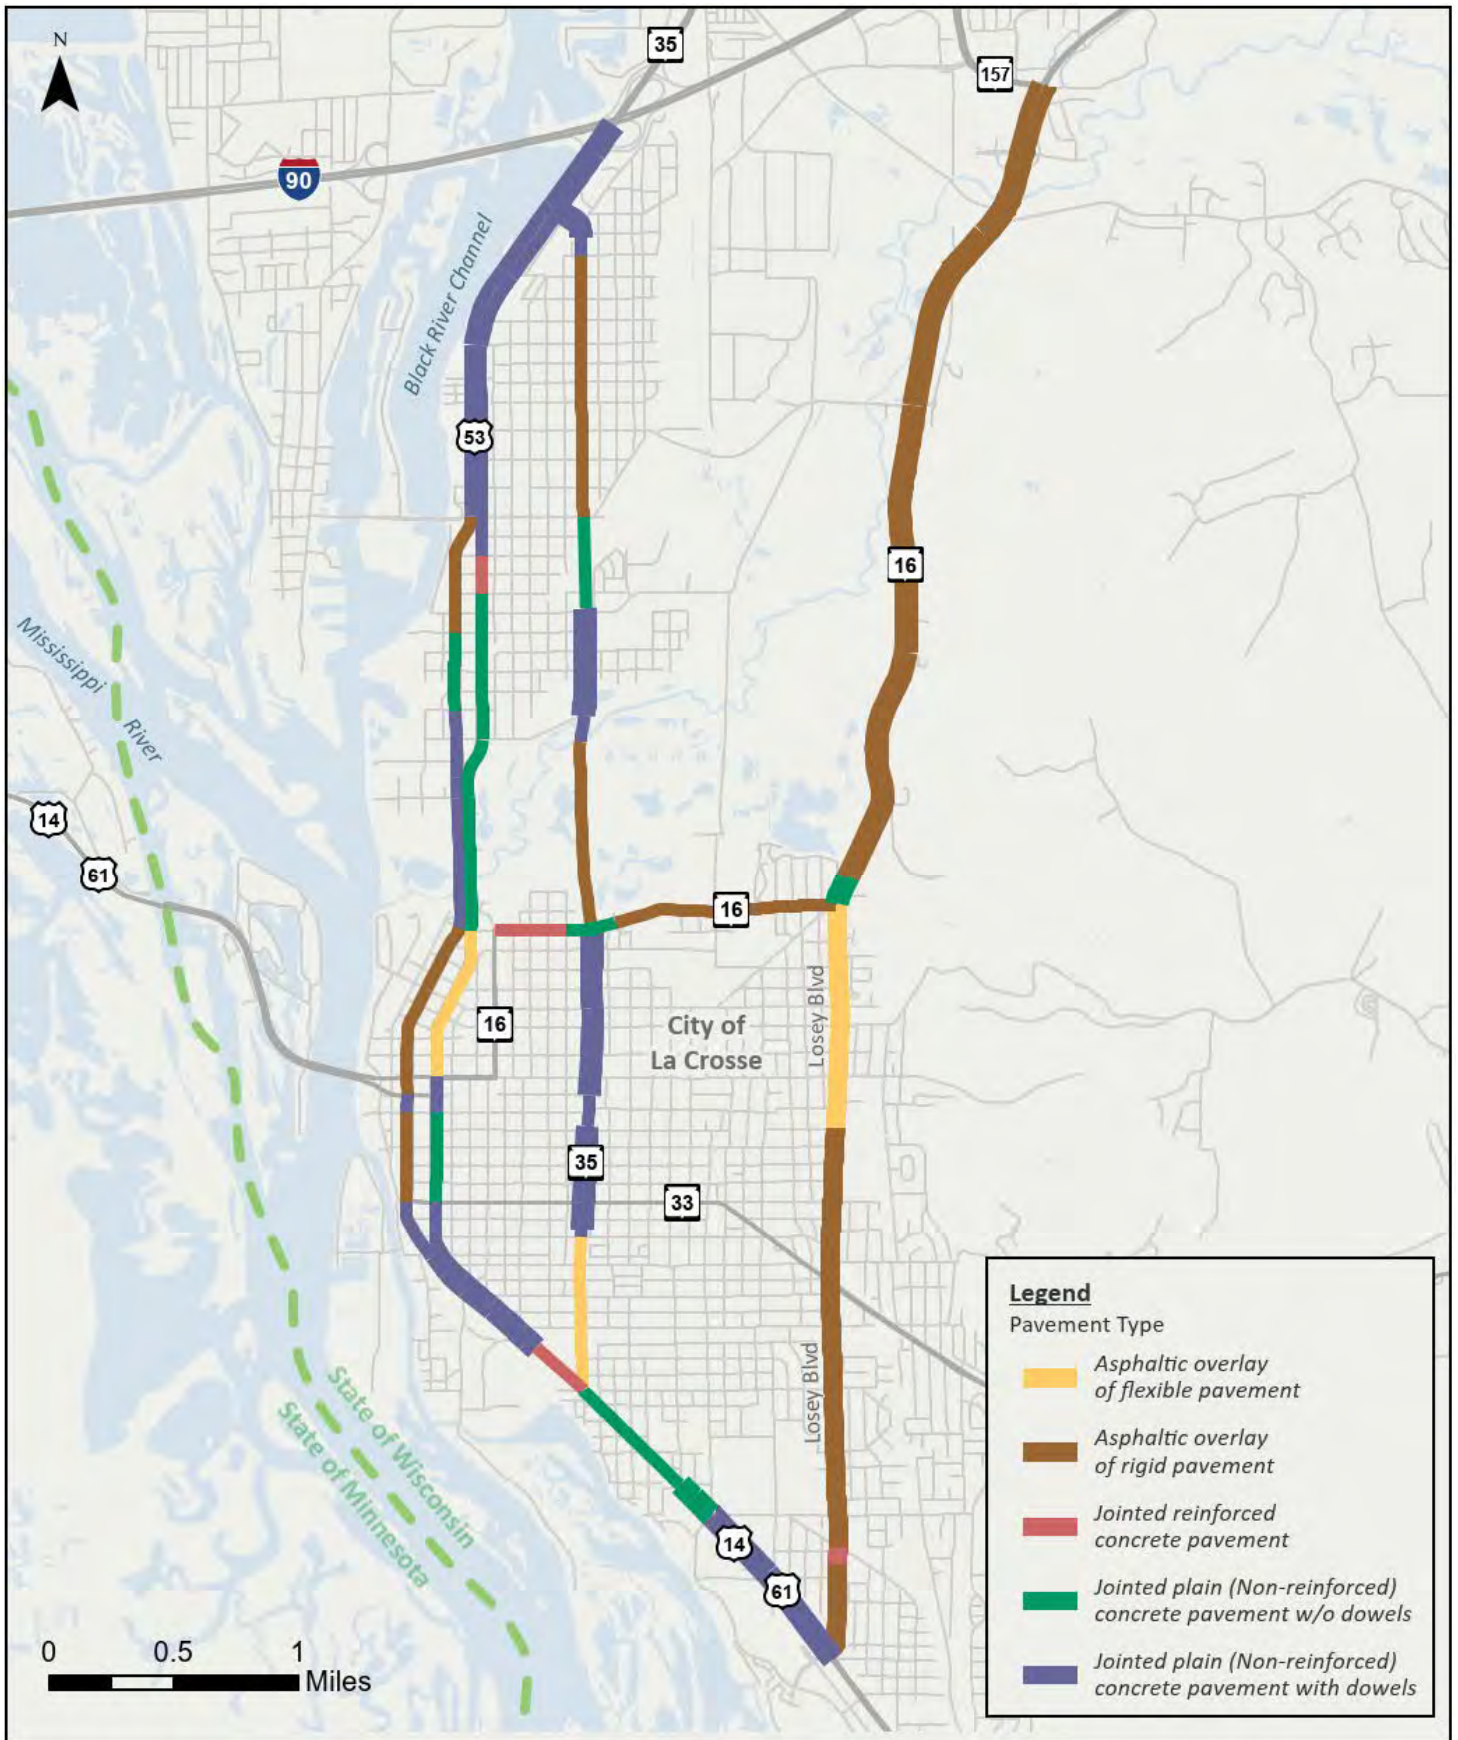 N
35
157
90
Black River Channel
53
16
Mississippi
River
14
61
16
16
City of
La Crosse
Losey Blvd
35
33
Losey Blvd
State of Wisconsin
State of Minnesota
14
61
0 0.5 1
Miles
Legend
Pavement Type
Asphaltic overlay
of flexible pavement
Asphaltic overlay
of rigid pavement
Jointed reinforced
concrete pavement
Jointed plain (Non-reinforced)
concrete pavement w/o dowels
Jointed plain (Non-reinforced)
concrete pavement with dowels